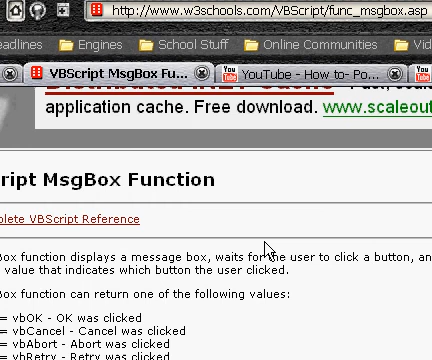 http://www.w3schools.com/VBScript/func_msgbox.asp
eadlines Engines School Stuff Online Communities Vid
VBScript MsgBox Fu... YouTube - How to- Po...
application cache. Free download. www.scaleout
ript MsgBox Function
plete VBScript Reference
Box function displays a message box, waits for the user to click a button, an
value that indicates which button the user clicked.
Box function can return one of the following values:
= vbOK - OK was clicked
= vbCancel - Cancel was clicked
= vbAbort - Abort was clicked
= vbRetry - Retry was clicked